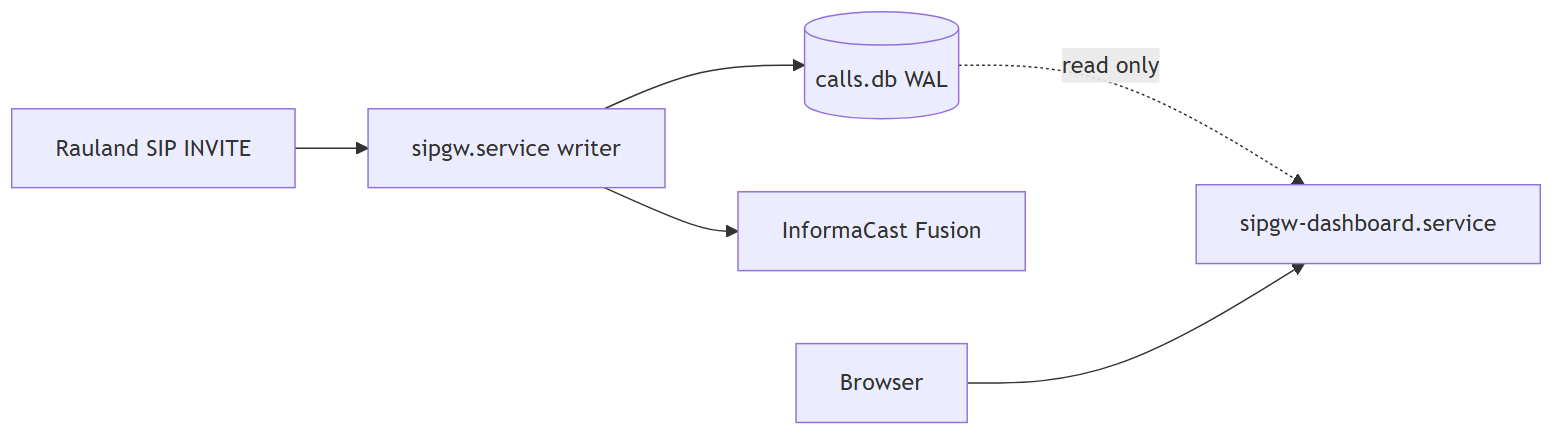 Rauland SIP INVITE
sipgw.service writer
calls.db WAL
read only
InformaCast Fusion
sipgw-dashboard.service
Browser